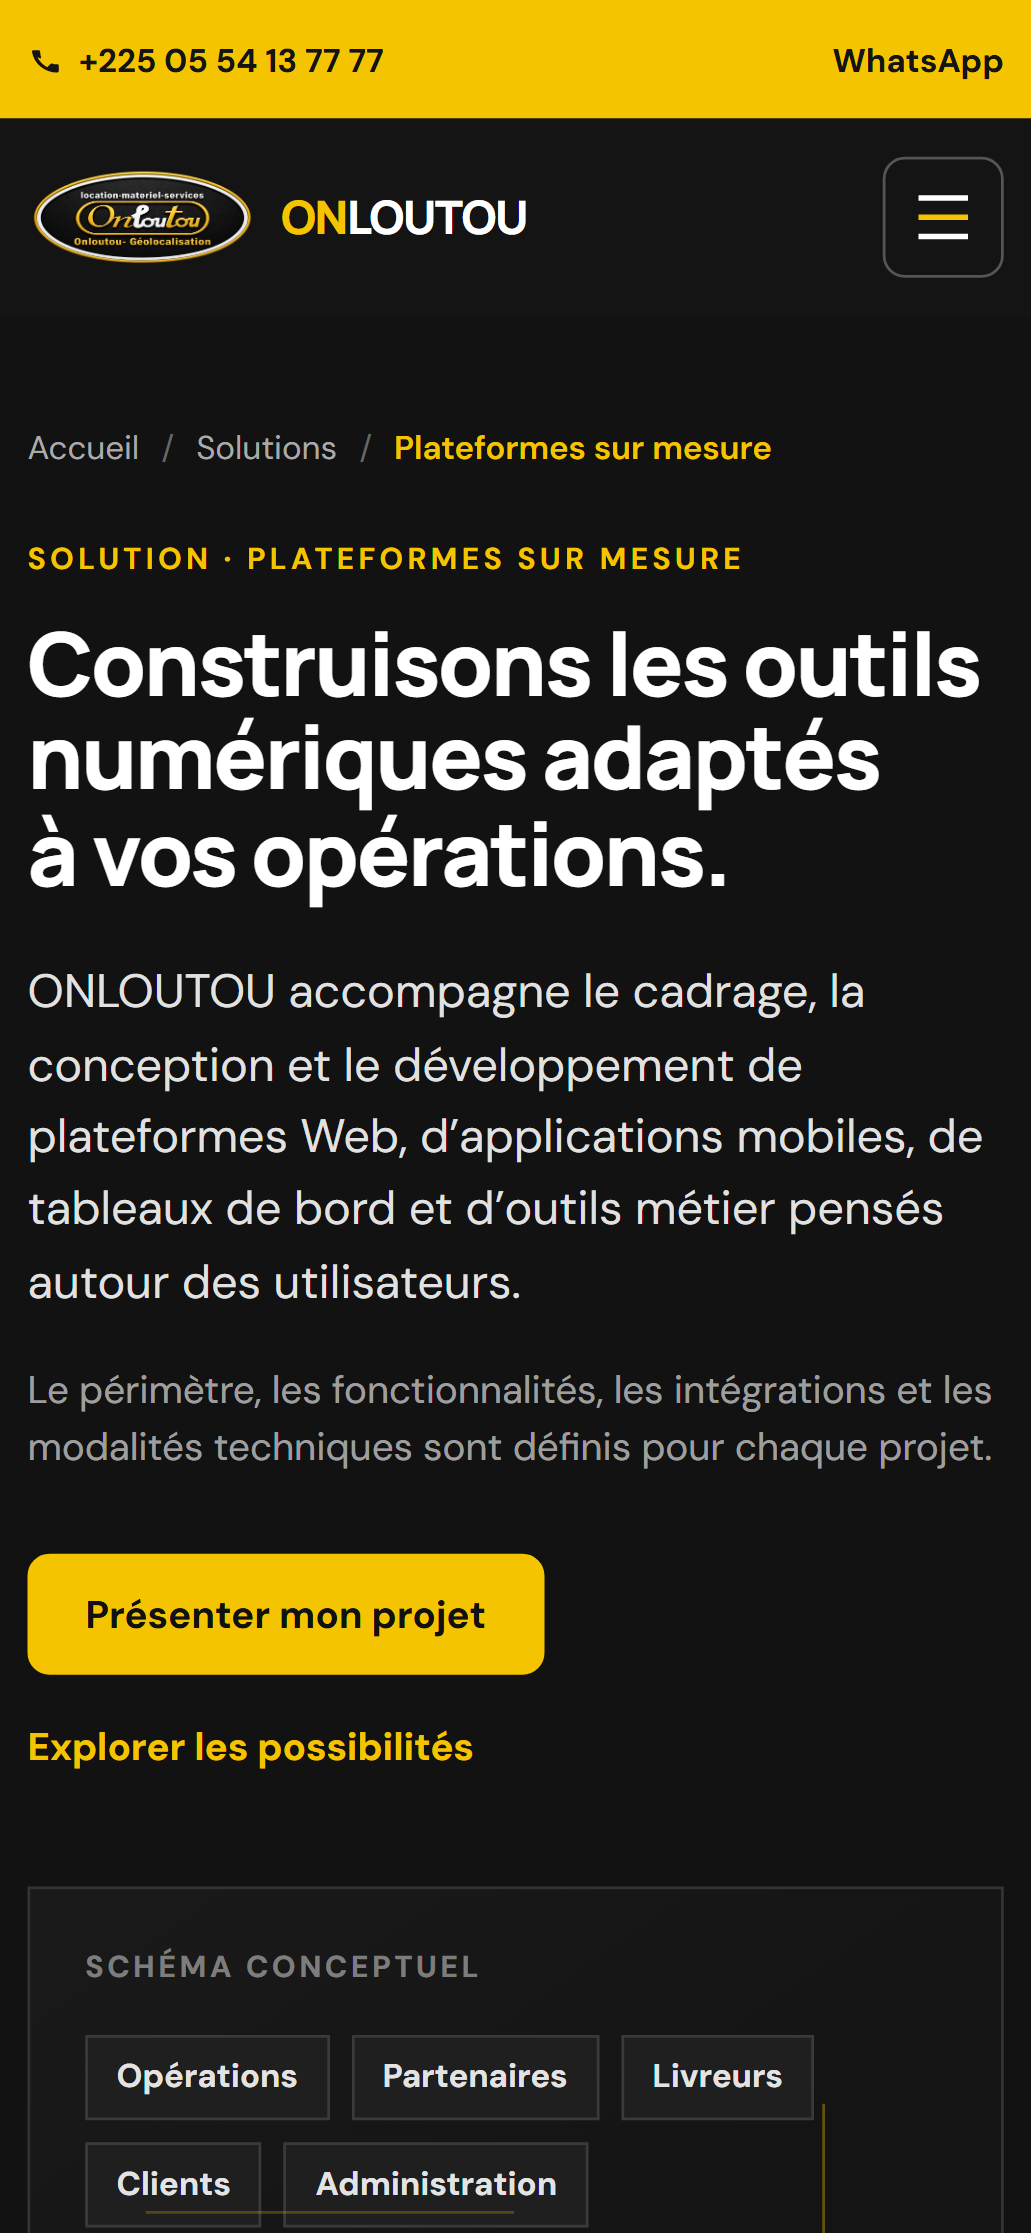 +225 05 54 13 77 77
WhatsApp
location-materiel-services
Onloutou
Onloutou- Géolocalisation
ONLOUTOU
Accueil / Solutions / Plateformes sur mesure
SOLUTION · PLATEFORMES SUR MESURE
Construisons les outils
numériques adaptés
à vos opérations.
ONLOUTOU accompagne le cadrage, la
conception et le développement de
plateformes Web, d’applications mobiles, de
tableaux de bord et d’outils métier pensés
autour des utilisateurs.
Le périmètre, les fonctionnalités, les intégrations et les
modalités techniques sont définis pour chaque projet.
Présenter mon projet
Explorer les possibilités
SCHÉMA CONCEPTUEL
Opérations Partenaires Livreurs
Clients Administration